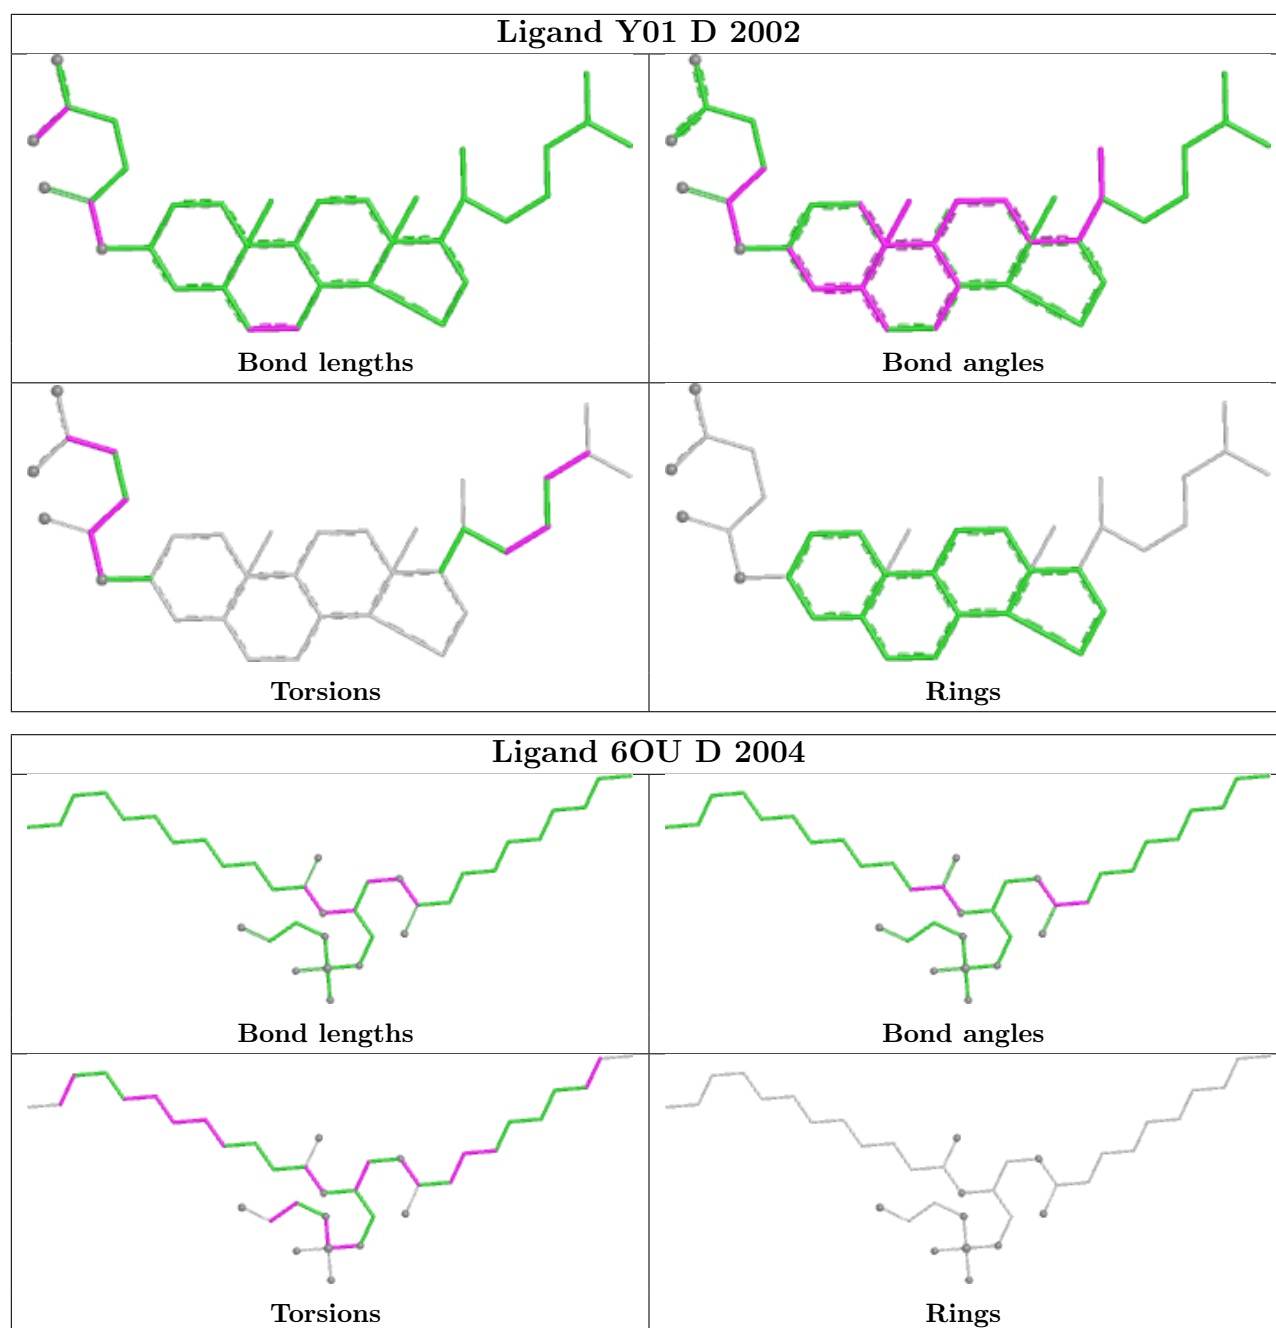 Ligand Y01 D 2002
Bond lengths
Bond angles
Torsions
Rings
Ligand 6OU D 2004
Bond lengths
Bond angles
Torsions
Rings